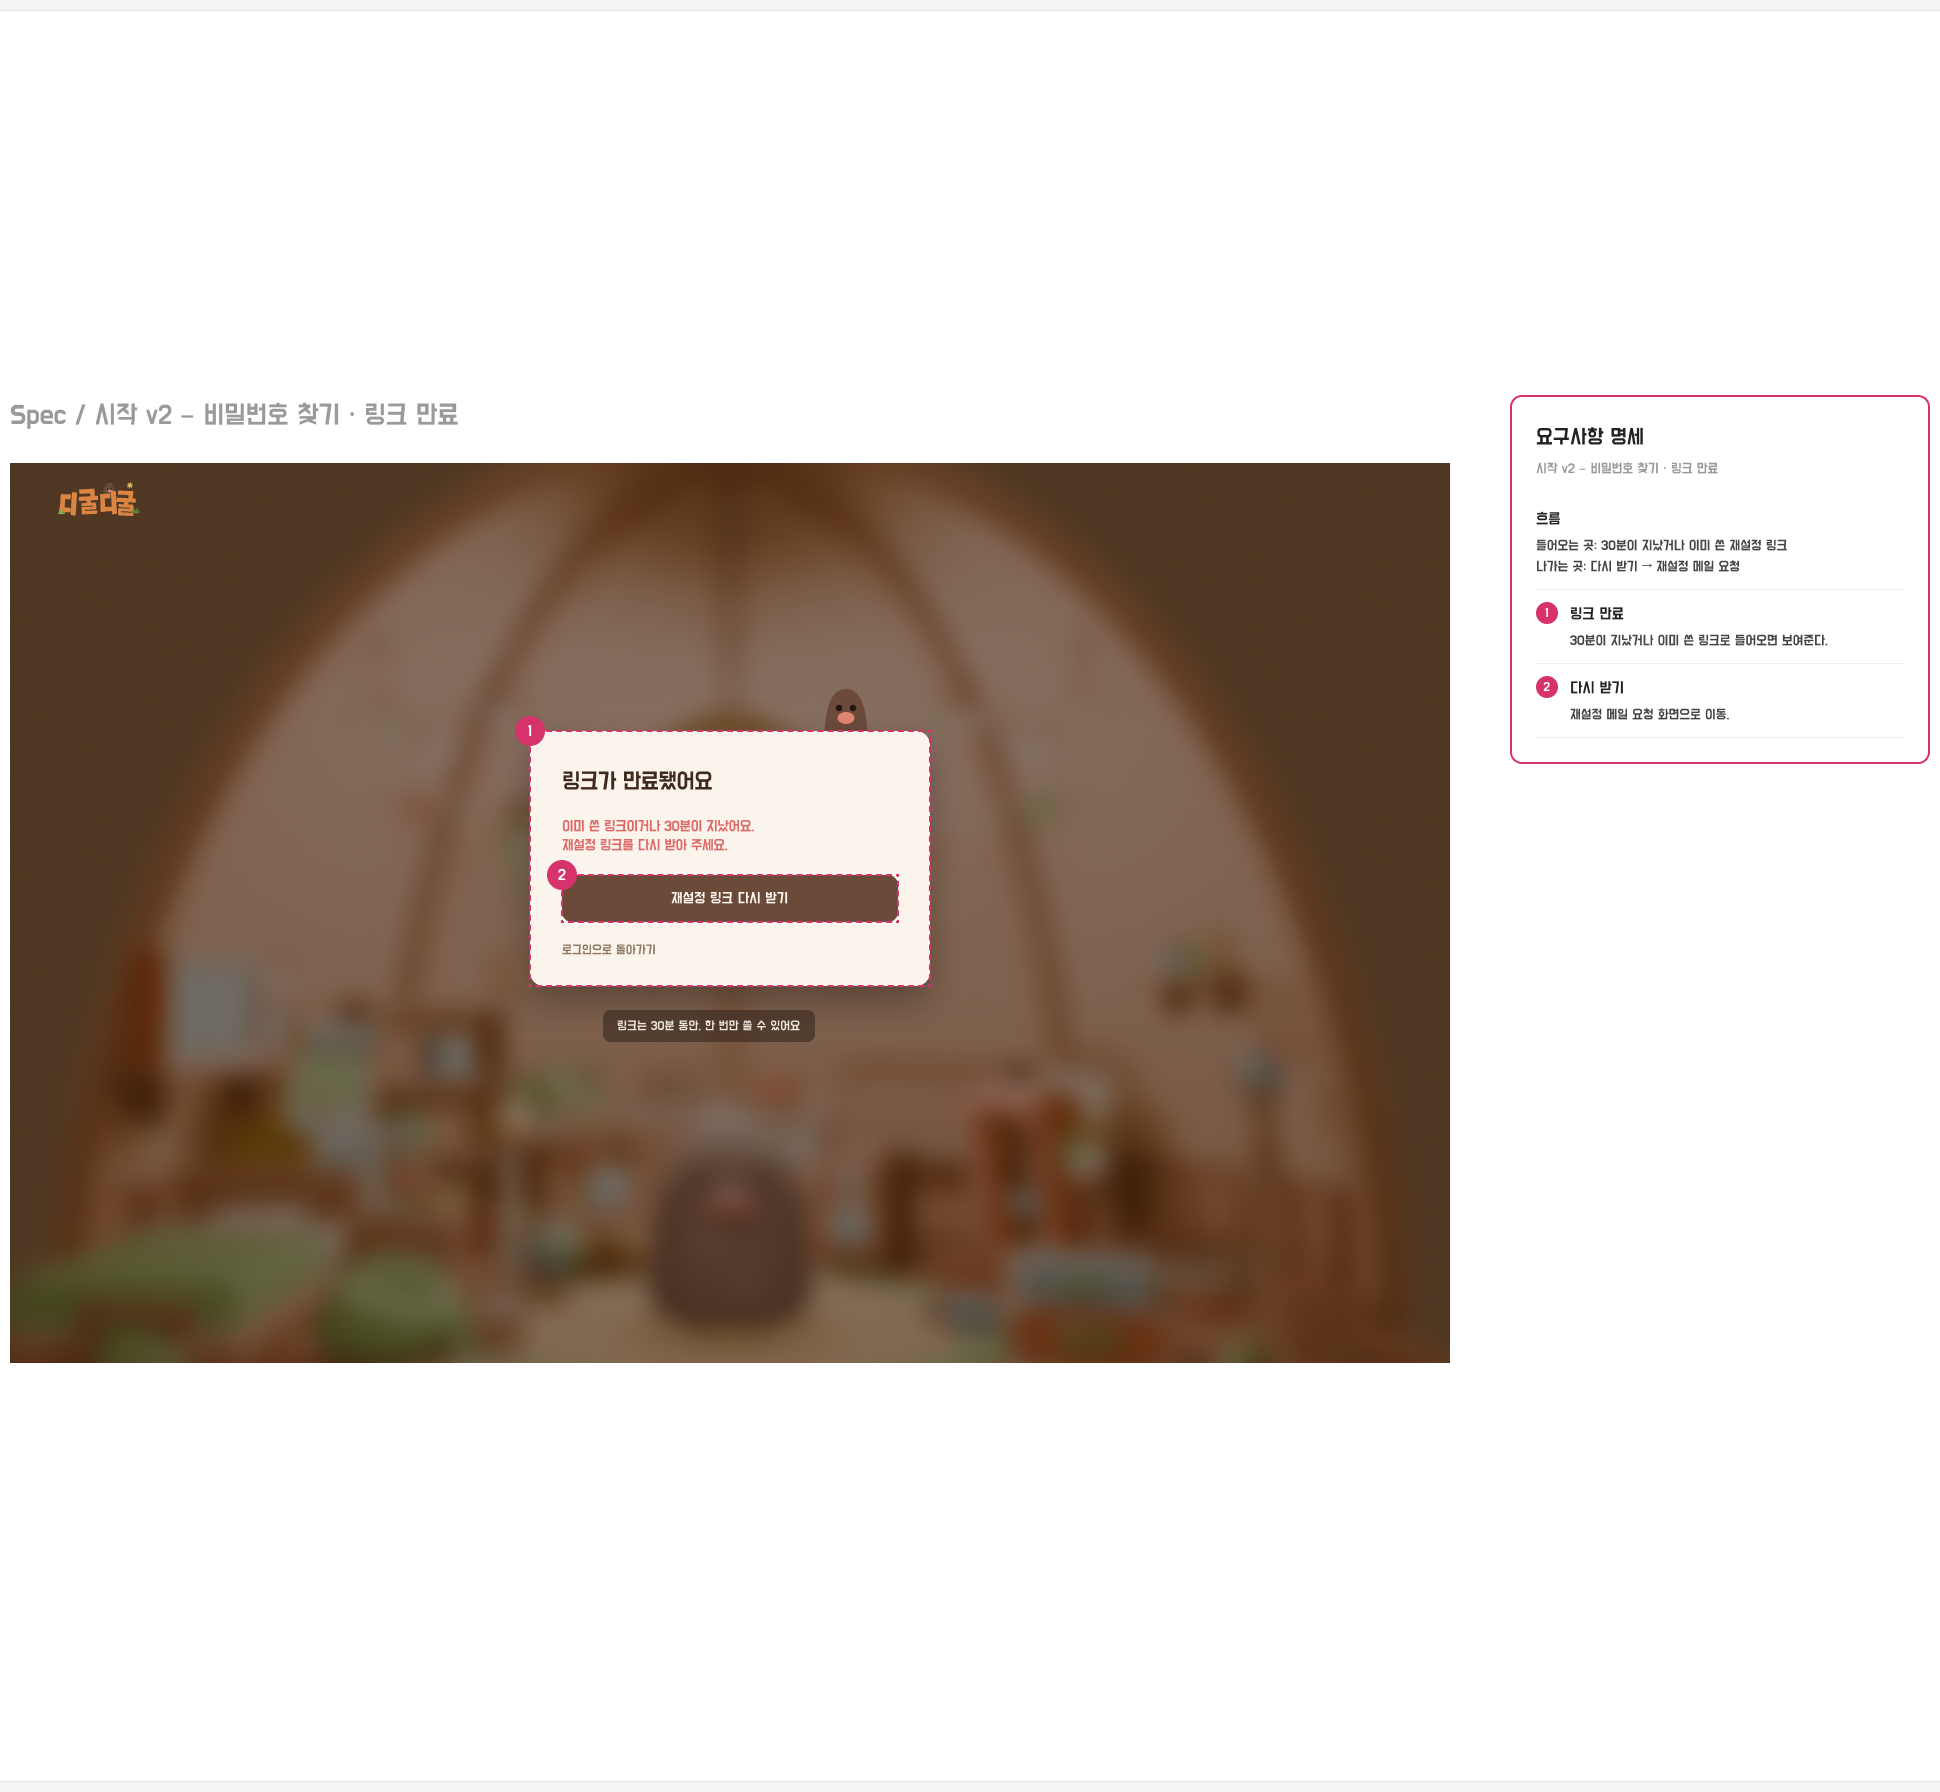 Spec / 시작 v2 – 비밀번호 찾기 · 링크 만료
디굴디굴
1
링크가 만료됐어요
이미 쓴 링크이거나 30분이 지났어요.
재설정 링크를 다시 받아 주세요.
2
재설정 링크 다시 받기
로그인으로 돌아가기
링크는 30분 동안, 한 번만 쓸 수 있어요
요구사항 명세
시작 v2 – 비밀번호 찾기 · 링크 만료
흐름
들어오는 곳: 30분이 지났거나 이미 쓴 재설정 링크
나가는 곳: 다시 받기 → 재설정 메일 요청
1 링크 만료
30분이 지났거나 이미 쓴 링크로 들어오면 보여준다.
2 다시 받기
재설정 메일 요청 화면으로 이동.